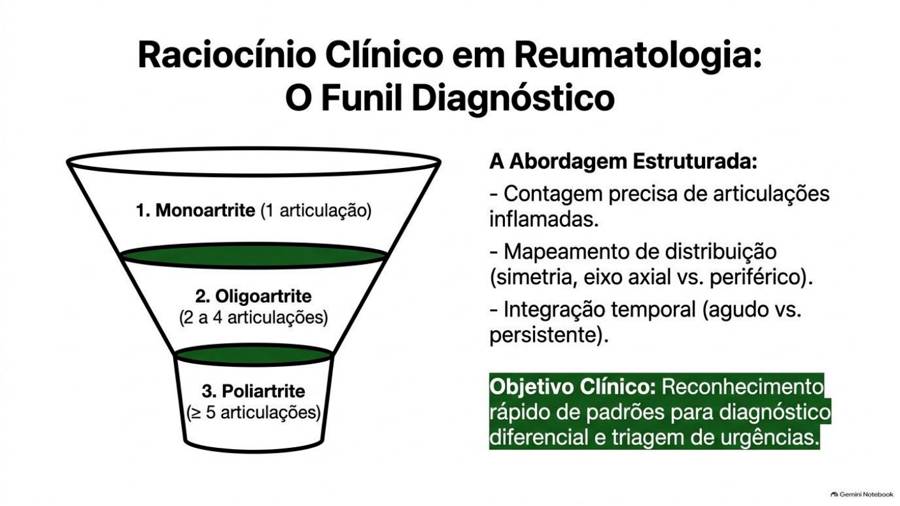 Raciocínio Clínico em Reumatologia:
O Funil Diagnóstico
1. Monoartrite (1 articulação)
2. Oligoartrite
(2 a 4 articulações)
3. Poliartrite
(≥ 5 articulações)
A Abordagem Estruturada:
- Contagem precisa de articulações
inflamadas.
- Mapeamento de distribuição
(simetria, eixo axial vs. periférico).
- Integração temporal (agudo vs.
persistente).
Objetivo Clínico: Reconhecimento
rápido de padrões para diagnóstico
diferencial e triagem de urgências.
Gemini Notebook